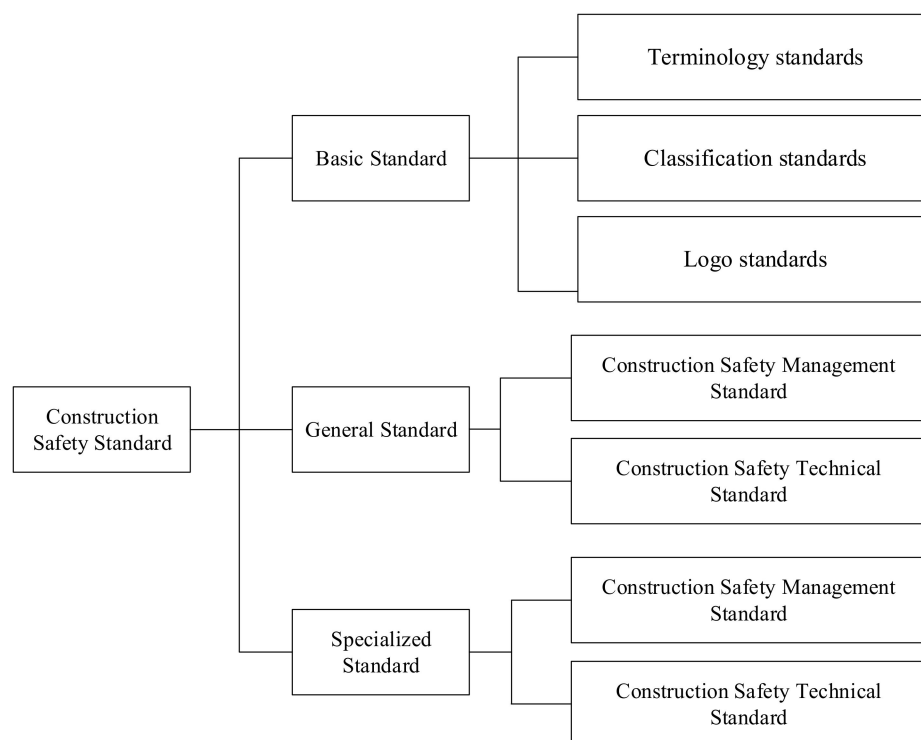 Terminology standards
Basic Standard
Classification standards
Logo standards
Construction
Safety Standard
General Standard
Construction Safety Management
Standard
Construction Safety Technical
Standard
Specialized
Standard
Construction Safety Management
Standard
Construction Safety Technical
Standard